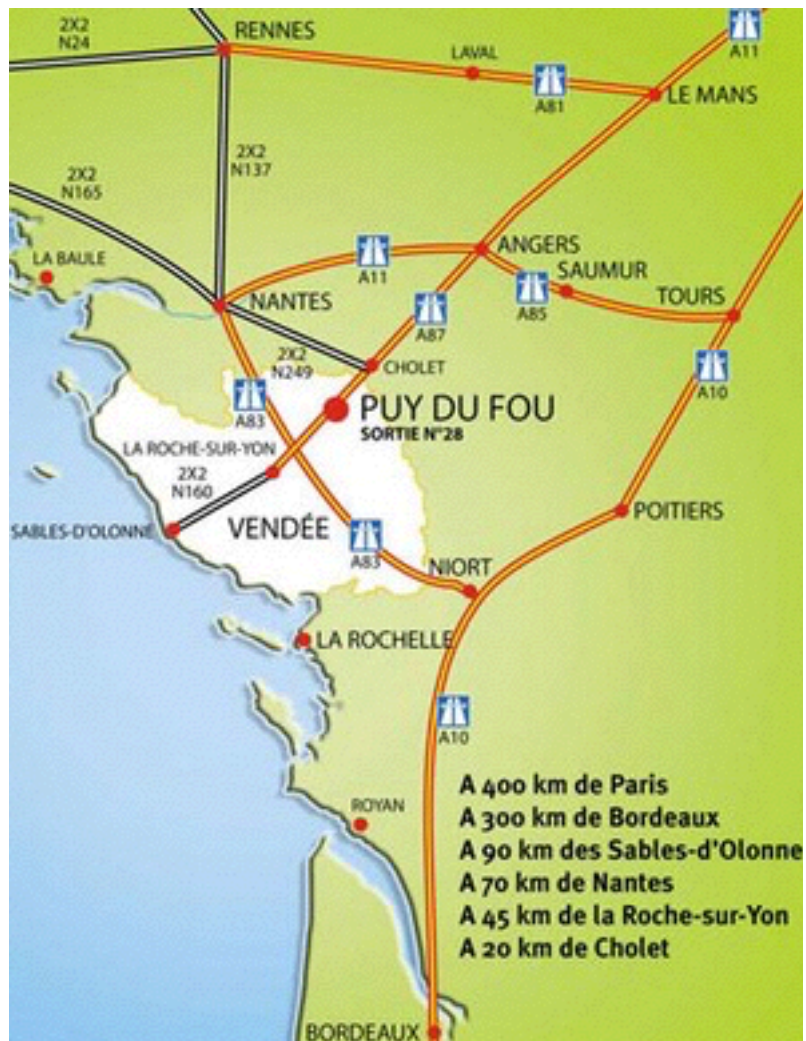 2X2
N24
RENNES
LAVAL
A81
A11
LE MANS
2X2
N137
2X2
N165
LA BAULE
A11
ANGERS
SAUMUR
A85
TOURS
NANTES
A87
2X2
N249
CHOLET
A10
A83
PUY DU FOU
SORTIE N°28
LA ROCHE-SUR-YON
2X2
N160
SABLES-D'OLONNE
VENDÉE
A83
POITIERS
NIORT
LA ROCHELLE
A10
ROYAN
A 400 km de Paris
A 300 km de Bordeaux
A 90 km des Sables-d'Olonne
A 70 km de Nantes
A 45 km de la Roche-sur-Yon
A 20 km de Cholet
BORDEAUX